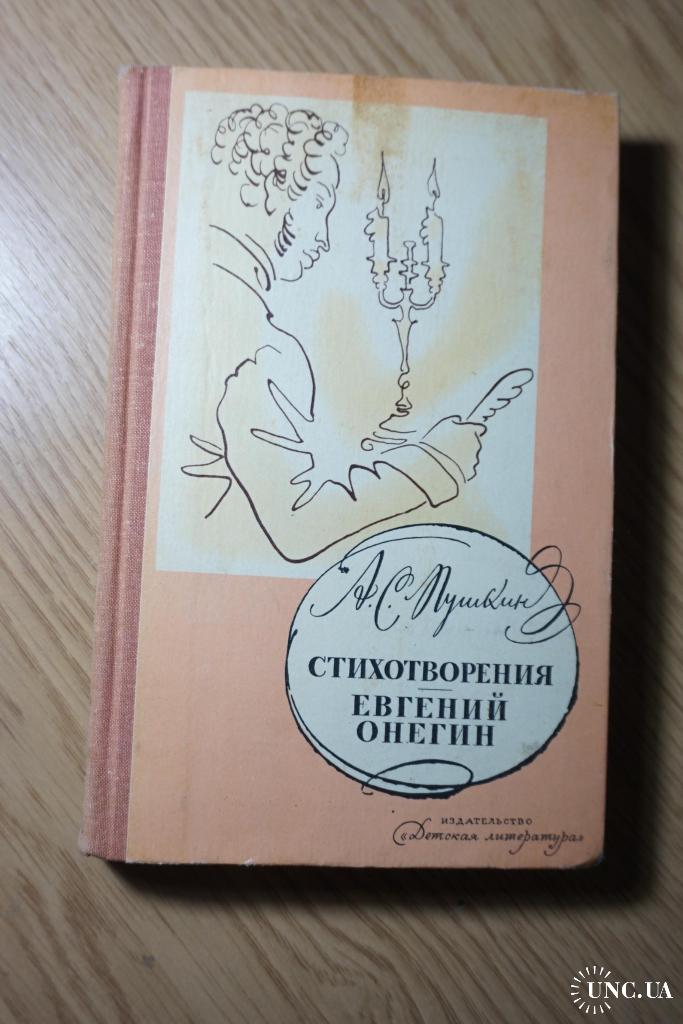 А.С.Пушкин
СТИХОТВОРЕНИЯ
ЕВГЕНИЙ
ОНЕГИН
ИЗДАТЕЛЬСТВО
«Детская литература»
UNC.UA